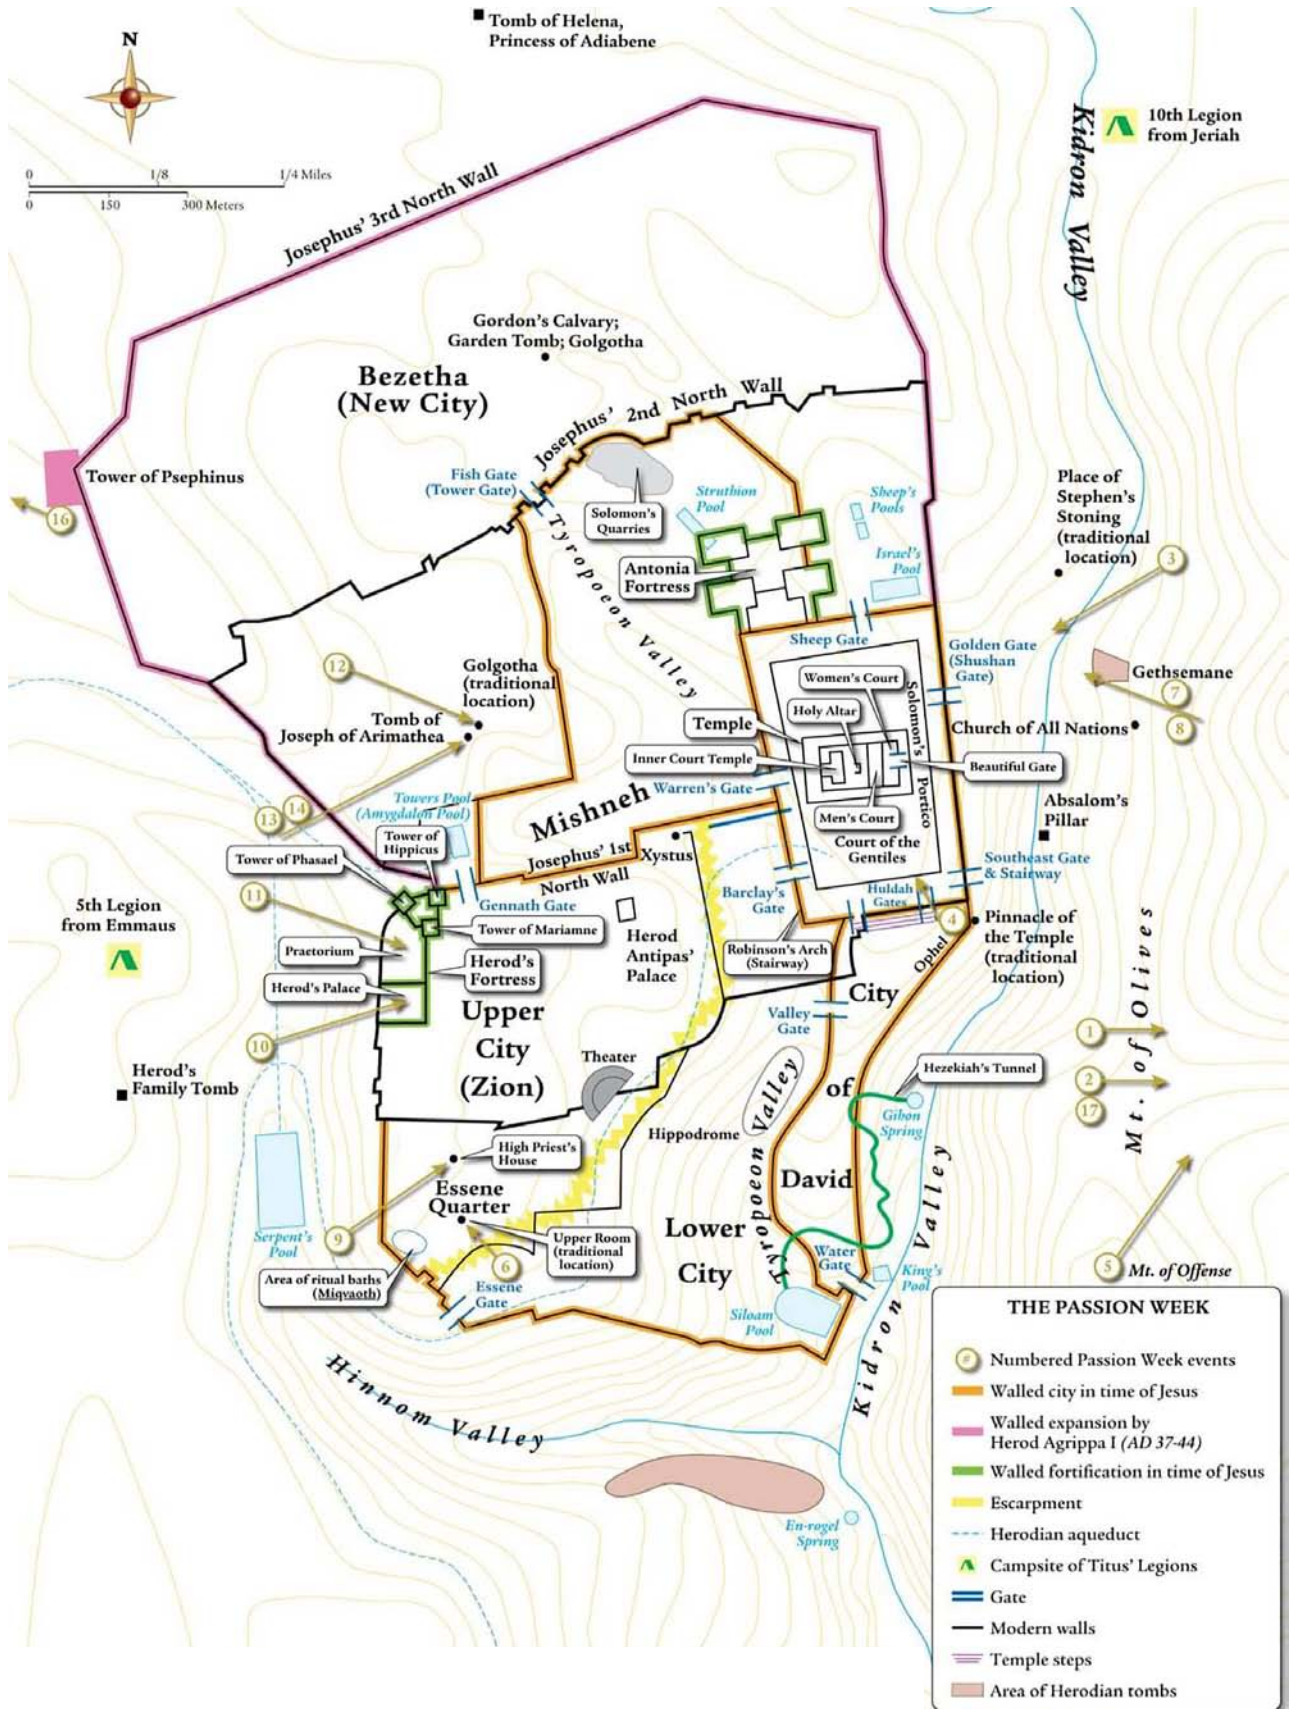 Tomb of Helena,
Princess of Adiabene
N
10th Legion
from Jeriah
Kidron Valley
0 1/8 1/4 Miles
0 150 300 Meters
Josephus' 3rd North Wall
Gordon's Calvary;
Garden Tomb; Golgotha
Bezetha
(New City)
Josephus' 2nd North Wall
Tower of Psephinus
16
Fish Gate
(Tower Gate)
Solomon's
Quarries
Struthion
Pool
Sheep's
Pools
Place of
Stephen's
Stoning
(traditional
location)
3
Tyropoeon Valley
Antonia
Fortress
Israel's
Pool
Sheep Gate
Golden Gate
(Shushan
Gate)
Gethsemane
7
8
12
Golgotha
(traditional
location)
Tomb of
Joseph of Arimathea
Women's Court
Holy Altar
Solomon's Portico
Temple
Church of All Nations
Inner Court Temple
Beautiful Gate
Warren's Gate
Men's Court
Court of the
Gentiles
Absalom's
Pillar
13
14
Towers Pool
(Amygdalon Pool)
Mishneh
Tower of
Hippicus
Josephus' 1st
North Wall
Xystus
Tower of Phasael
Southeast Gate
& Stairway
11
Gennath Gate
Barclay's
Gate
Huldah
Gates
4
5th Legion
from Emmaus
Tower of Mariamne
Herod
Antipas'
Palace
Robinson's Arch
(Stairway)
Ophel
Pinnacle of
the Temple
(traditional
location)
Praetorium
Herod's
Fortress
Herod's Palace
Upper
City
(Zion)
10
Valley
Gate
City
of
David
Mt. of Olives
1
2
17
Herod's
Family Tomb
Theater
Hezekiah's Tunnel
Gihon
Spring
Hippodrome
Tyropoeon Valley
High Priest's
House
Essene
Quarter
Kidron Valley
Serpent's
Pool
9
6
Upper Room
(traditional
location)
Lower
City
Water
Gate
King's
Pool
5
Mt. of Offense
Area of ritual baths
(Miqvaoth)
Essene
Gate
Siloam
Pool
Hinnom Valley
En-rogel
Spring
THE PASSION WEEK
# Numbered Passion Week events
Walled city in time of Jesus
Walled expansion by
Herod Agrippa I (AD 37-44)
Walled fortification in time of Jesus
Escarpment
Herodian aqueduct
Campsite of Titus' Legions
Gate
Modern walls
Temple steps
Area of Herodian tombs